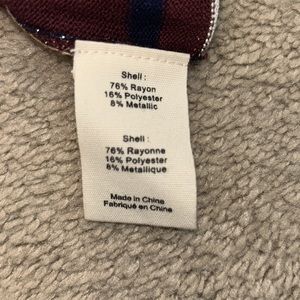 Shell :
76% Rayon
16% Polyester
8% Metallic
Shell :
76% Rayonne
16% Polyester
8% Metallique
Made in China
Fabriqué en China